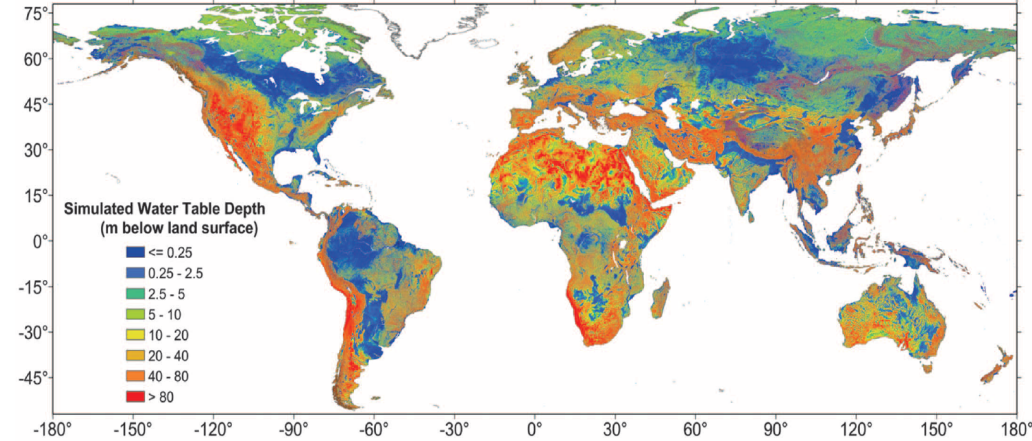 75°
60°
45°
30°
15°
0°
-15°
-30°
-45°
Simulated Water Table Depth
(m below land surface)
<= 0.25
0.25 - 2.5
2.5 - 5
5 - 10
10 - 20
20 - 40
40 - 80
> 80
-180 -150 -120° -90 -60 -30° 0° 30 60° 90 120° 150° 180°